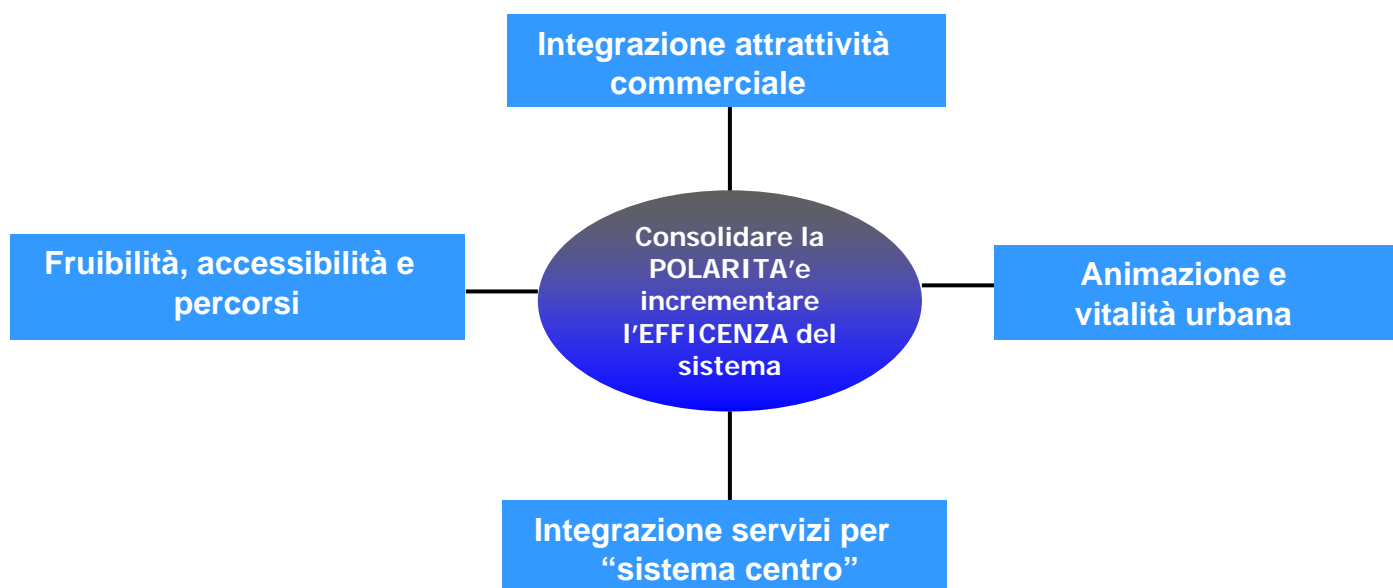 Integrazione attrattività
commerciale
Fruibilità, accessibilità e
percorsi
Consolidare la
POLARITA’e
incrementare
l’EFFICENZA del
sistema
Animazione e
vitalità urbana
Integrazione servizi per
“sistema centro”